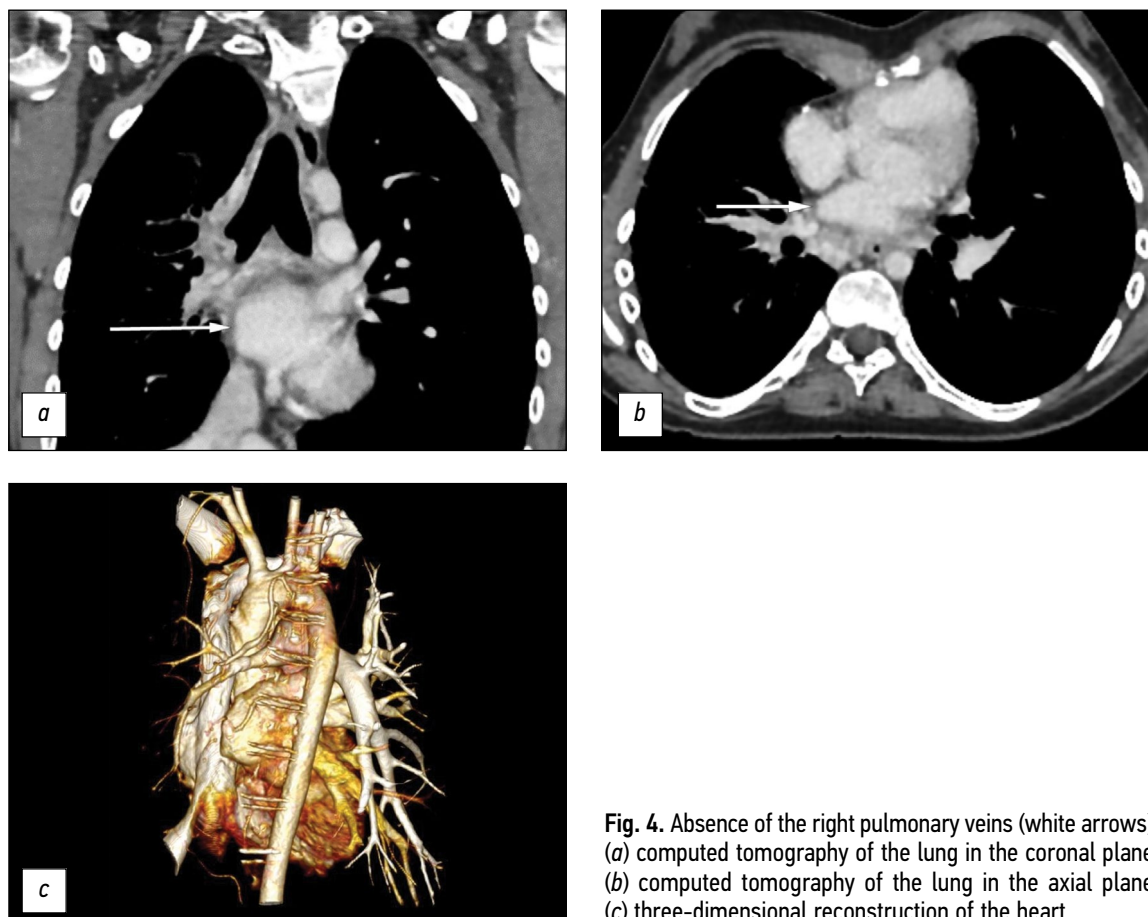 a
b
c
Fig. 4. Absence of the right pulmonary veins (white arrows)
(a) computed tomography of the lung in the coronal plane
(b) computed tomography of the lung in the axial plane
(c) three-dimensional reconstruction of the heart